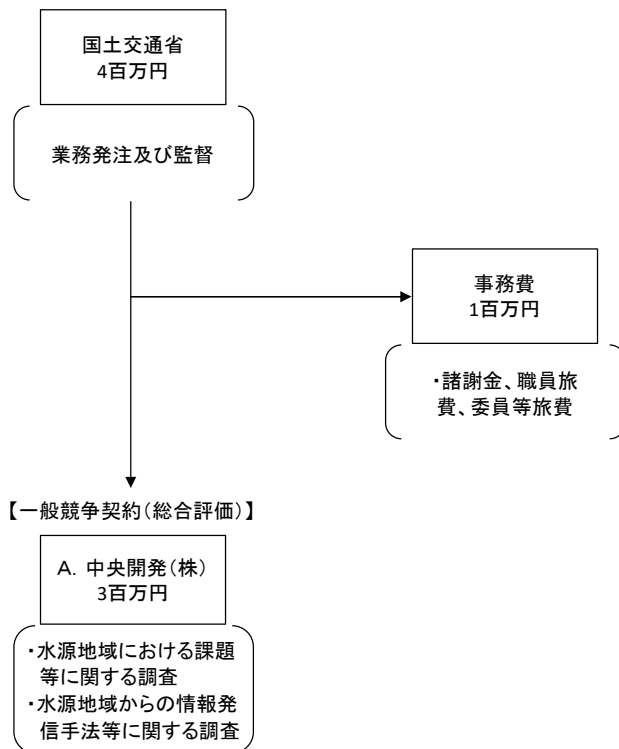 国土交通省
4百万円
業務発注及び監督
事務費
1百万円
・諸謝金、職員旅
費、委員等旅費
【一般競争契約(総合評価)】
A. 中央開発(株)
3百万円
・水源地域における課題
等に関する調査
・水源地域からの情報発
信手法等に関する調査